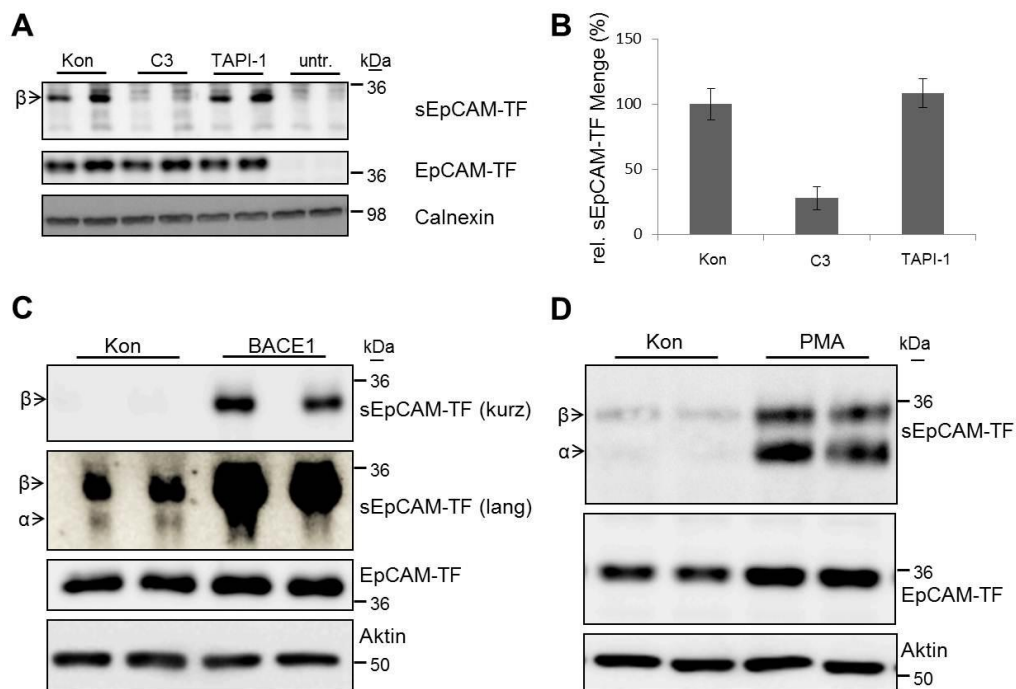 A
Kon C3 TAPI-1 untr. kDa
β> 36
sEpCAM-TF
EpCAM-TF
36
98
Calnexin
B
rel. sEpCAM-TF Menge (%)
150
100
50
0
Kon C3 TAPI-1
C
Kon BACE1 kDa
36
β>
sEpCAM-TF (kurz)
36
β>
sEpCAM-TF (lang)
α>
EpCAM-TF
36
Aktin
50
D
Kon PMA kDa
36
β>
sEpCAM-TF
α>
36
EpCAM-TF
Aktin
50